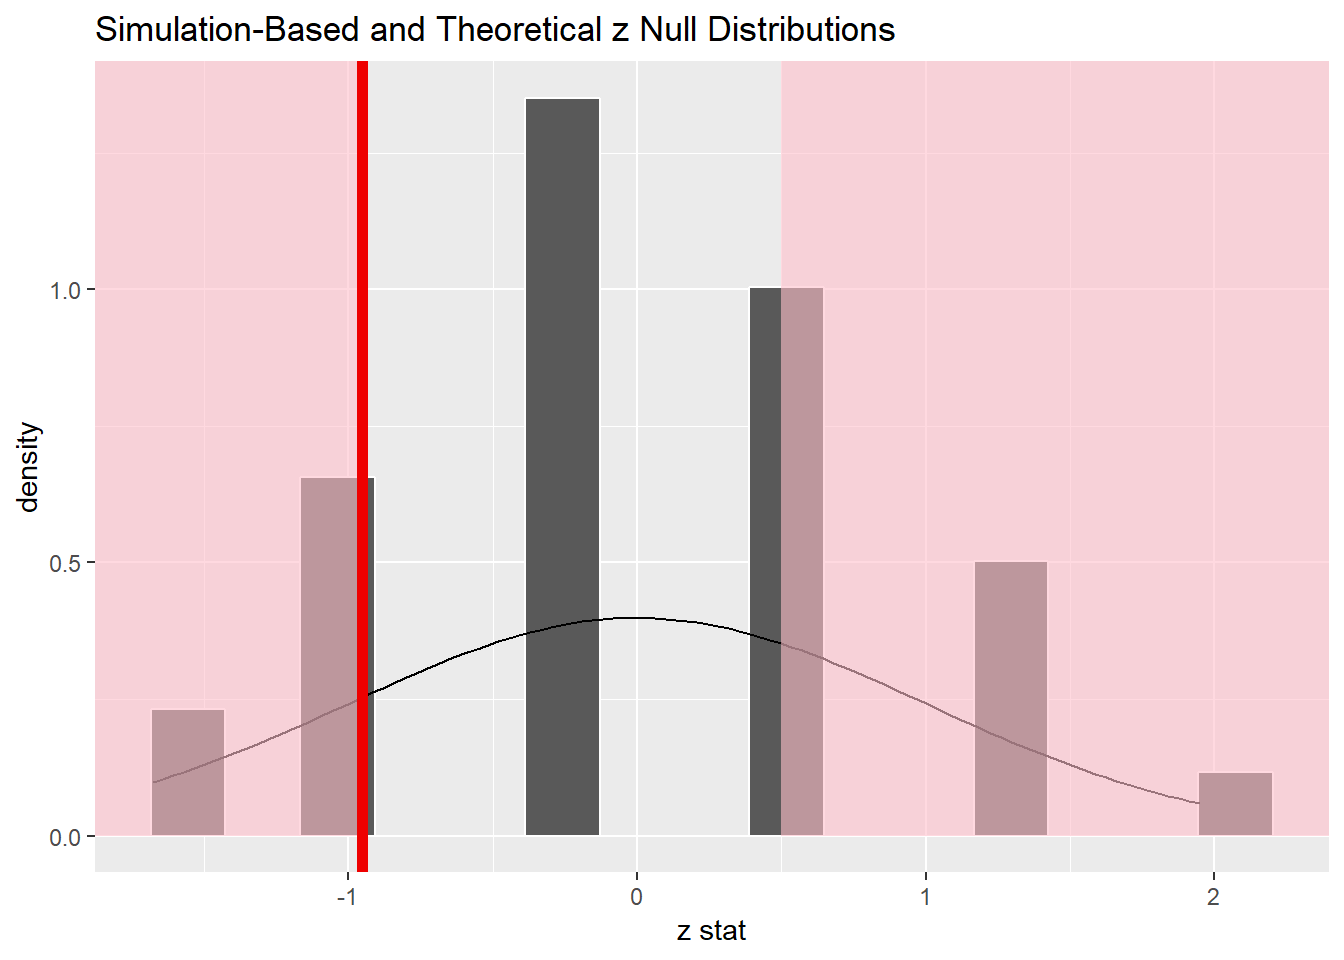 Simulation-Based and Theoretical z Null Distributions
density
1.0
0.5
0.0
-1 0 1 2
z stat